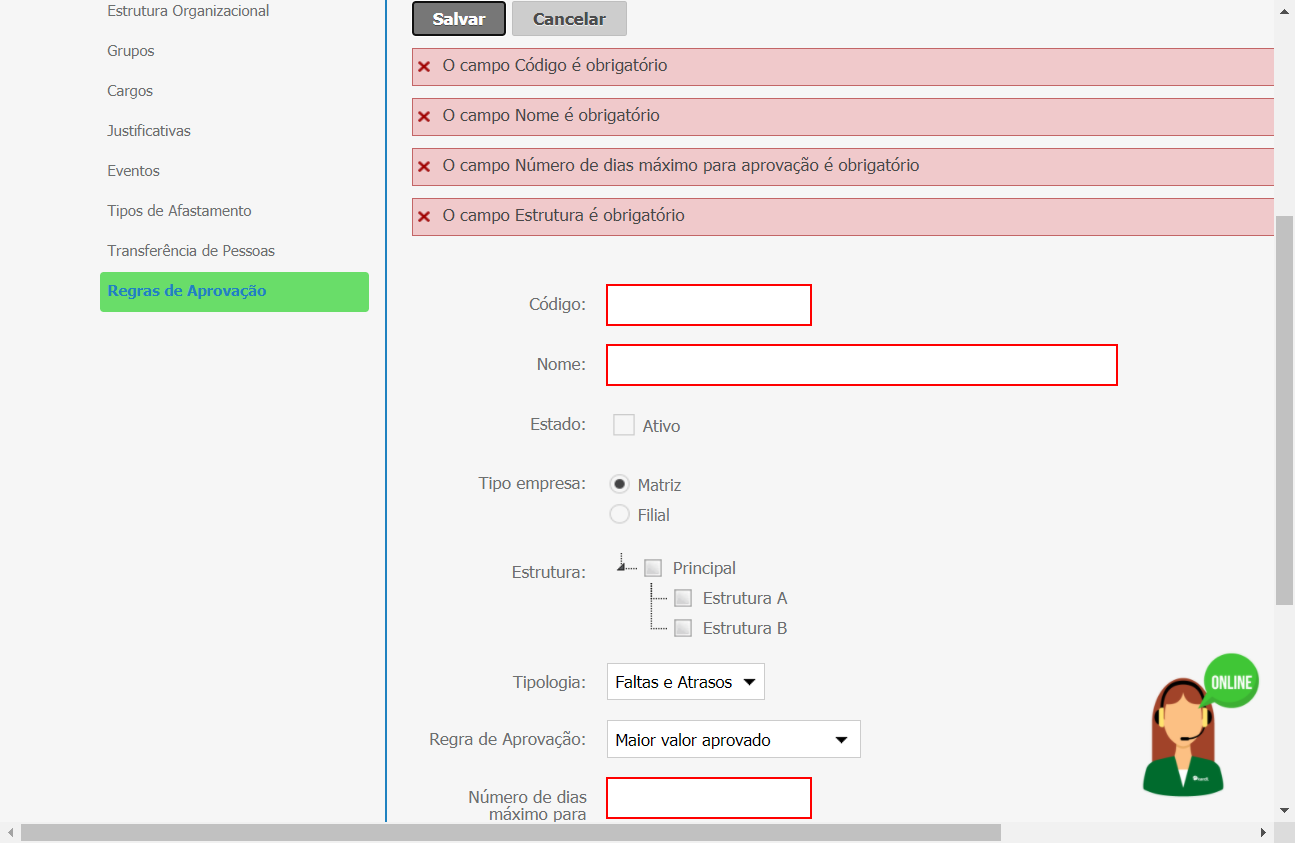 Estrutura Organizacional
Grupos
Cargos
Justificativas
Eventos
Tipos de Afastamento
Transferência de Pessoas
Regras de Aprovação
Salvar Cancelar
O campo Código é obrigatório
O campo Nome é obrigatório
O campo Número de dias máximo para aprovação é obrigatório
O campo Estrutura é obrigatório
Código:
Nome:
Estado: Ativo
Tipo empresa: Matriz
Filial
Estrutura: Principal
Estrutura A
Estrutura B
Tipologia: Faltas e Atrasos
Regra de Aprovação: Maior valor aprovado
Número de dias
máximo para
ONLINE